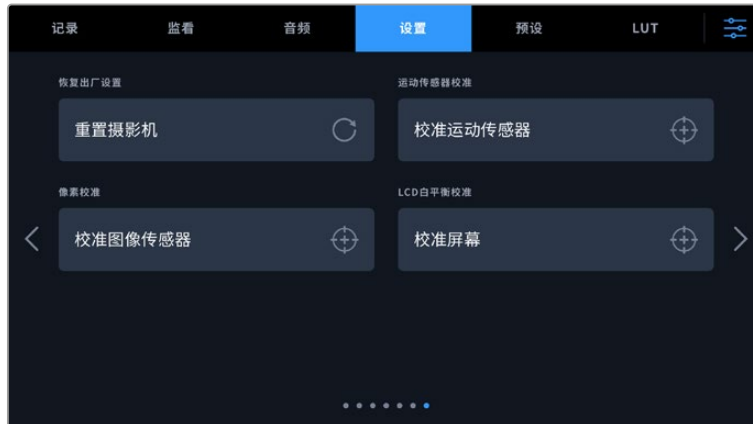 记录 监看 音频 设置 预设 LUT
恢复出厂设置 运动传感器校准
重置摄影机 校准运动传感器
像素校准 LCD白平衡校准
校准图像传感器 校准屏幕